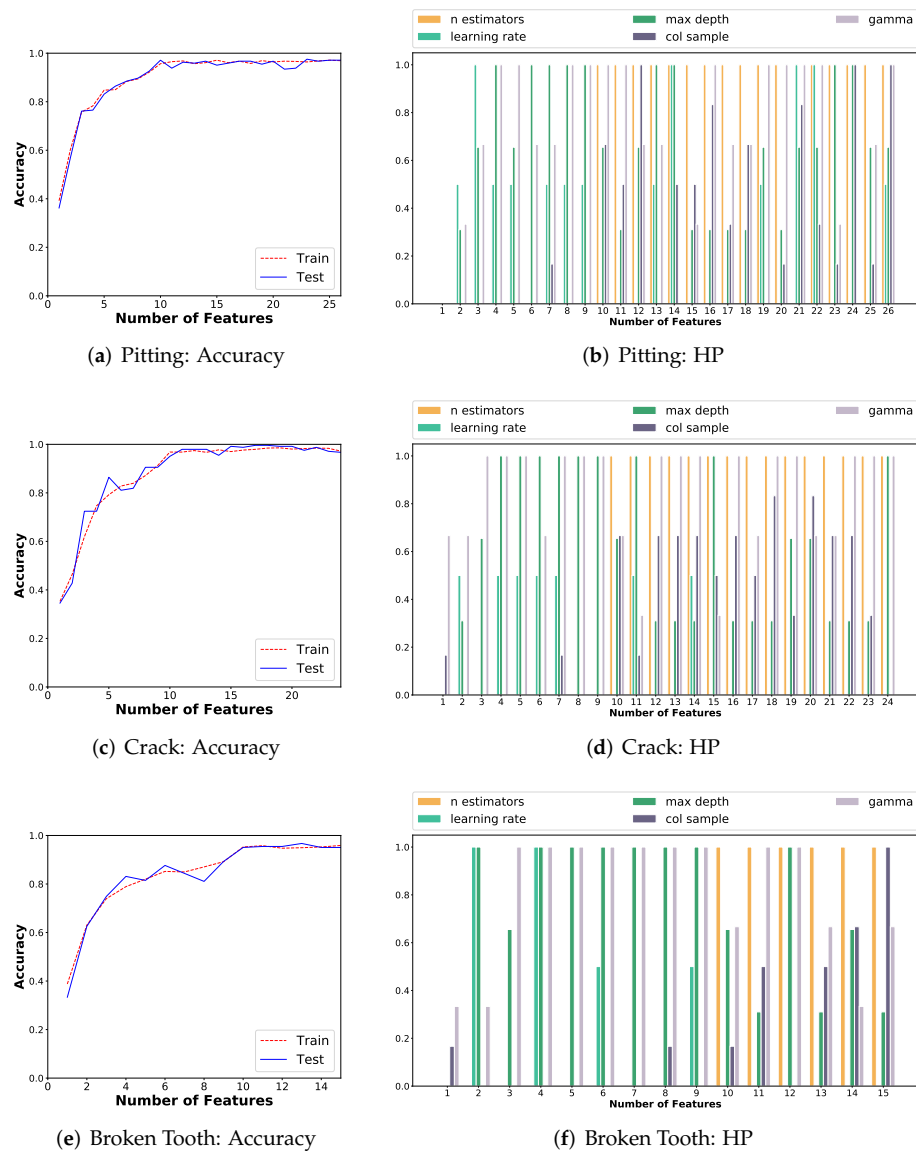 n estimators max depth gamma
learning rate col sample
1.0
0.8
0.6
0.4
0.2
0.0
Accuracy
Train
Test
0 5 10 15 20 25
Number of Features
1.0
0.8
0.6
0.4
0.2
0.0
1 2 3 4 5 6 7 8 9 10 11 12 13 14 15 16 17 18 19 20 21 22 23 24 25 26
Number of Features
(a) Pitting: Accuracy
(b) Pitting: HP
n estimators max depth gamma
learning rate col sample
1.0
0.8
0.6
0.4
0.2
0.0
Accuracy
Train
Test
0 5 10 15 20
Number of Features
1.0
0.8
0.6
0.4
0.2
0.0
1 2 3 4 5 6 7 8 9 10 11 12 13 14 15 16 17 18 19 20 21 22 23 24
Number of Features
(c) Crack: Accuracy
(d) Crack: HP
n estimators max depth gamma
learning rate col sample
1.0
0.8
0.6
0.4
0.2
0.0
Accuracy
Train
Test
2 4 6 8 10 12 14
Number of Features
1.0
0.8
0.6
0.4
0.2
0.0
1 2 3 4 5 6 7 8 9 10 11 12 13 14 15
Number of Features
(e) Broken Tooth: Accuracy
(f) Broken Tooth: HP